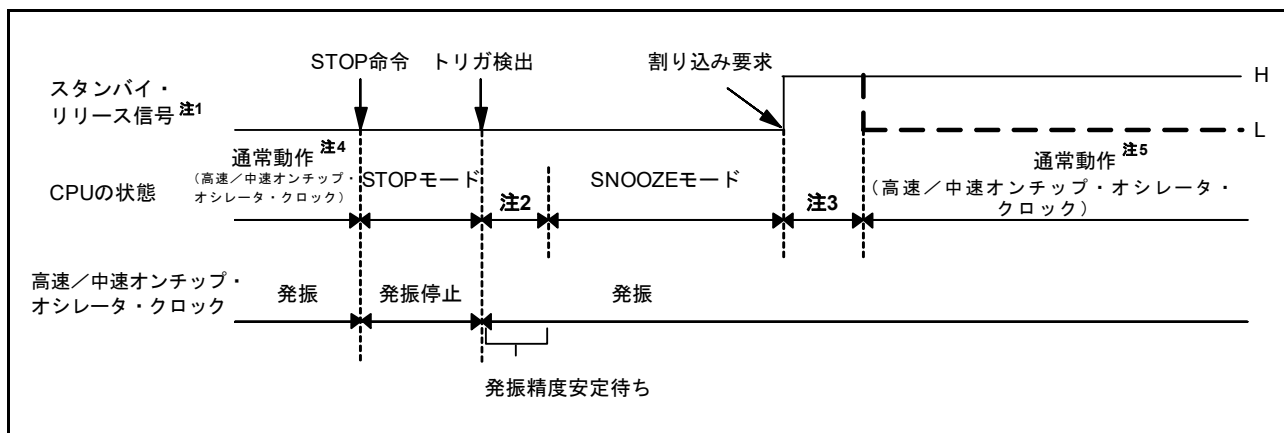 STOP命令 トリガ検出 割り込み要求
スタンバイ・
リリース信号 注1
H
L
CPUの状態
通常動作 注4
(高速/中速オンチップ・
オシレータ・クロック)
STOPモード
注2
SNOOZEモード
注3
通常動作 注5
(高速/中速オンチップ・オシレータ・
クロック)
高速/中速オンチップ・
オシレータ・クロック
発振
発振停止
発振
発振精度安定待ち